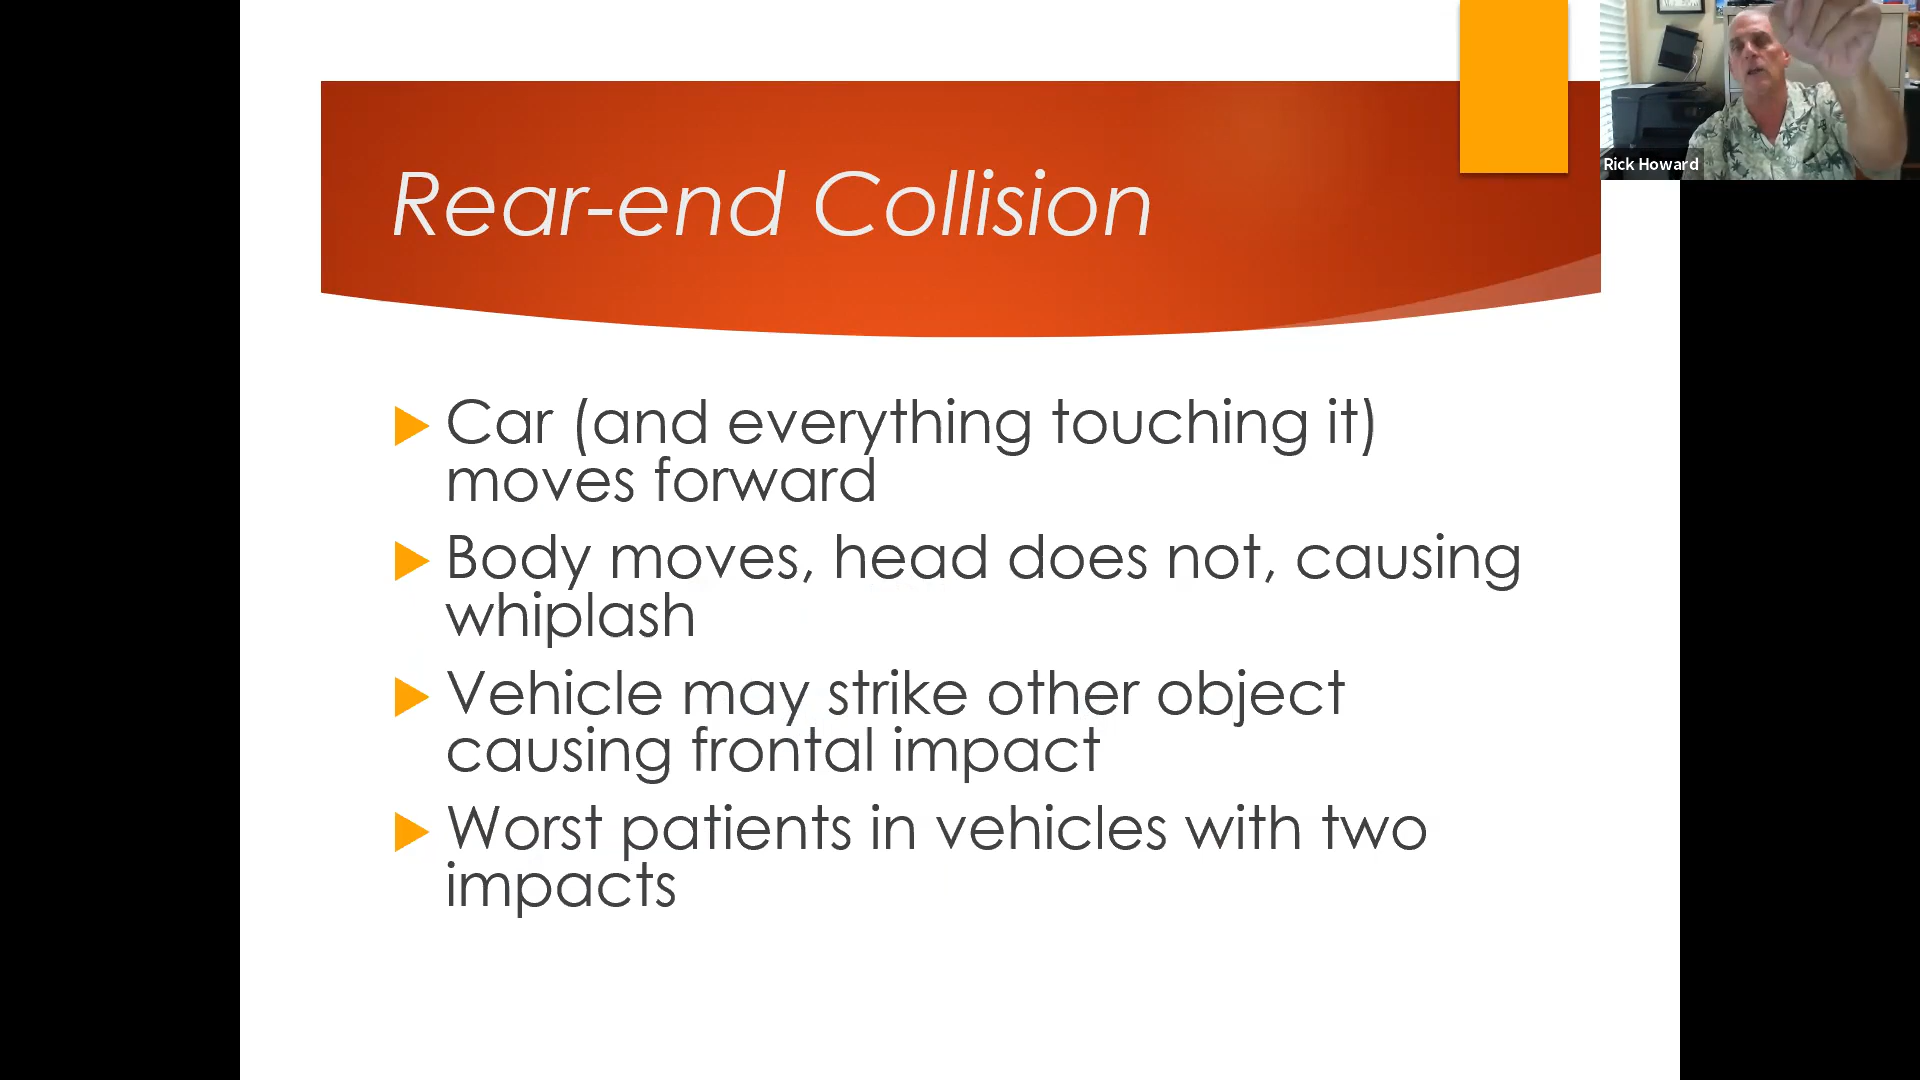 Rear-end Collision
Rick Howard
Car (and everything touching it)
moves forward
Body moves, head does not, causing
whiplash
Vehicle may strike other object
causing frontal impact
Worst patients in vehicles with two
impacts